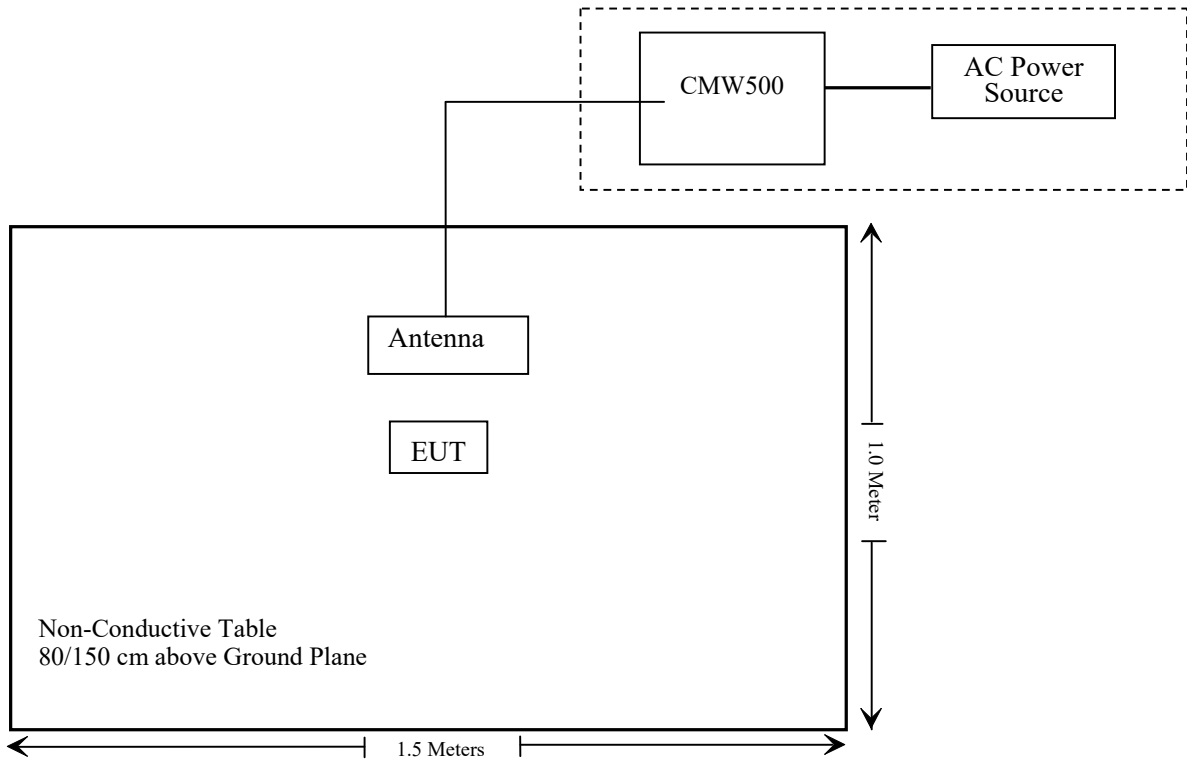 CMW500
AC Power
Source
Antenna
EUT
1.0 Meter
Non-Conductive Table
80/150 cm above Ground Plane
1.5 Meters